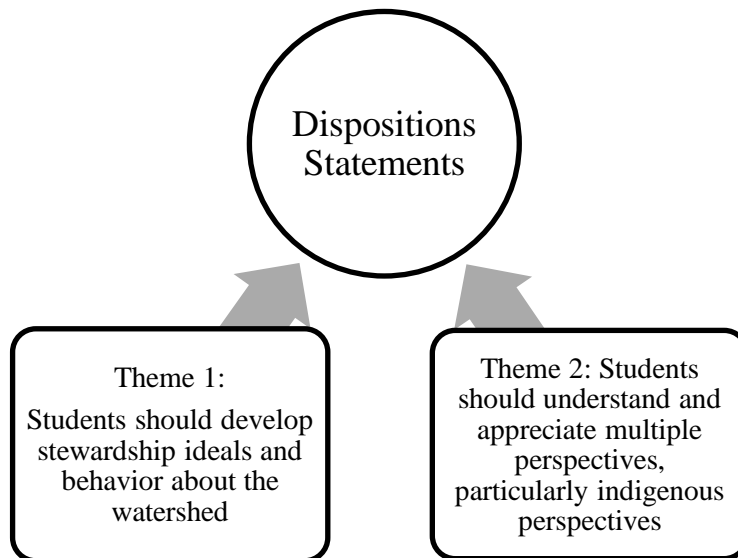 Dispositions
Statements
Theme 1:
Students should develop
stewardship ideals and
behavior about the
watershed
Theme 2: Students
should understand and
appreciate multiple
perspectives,
particularly indigenous
perspectives